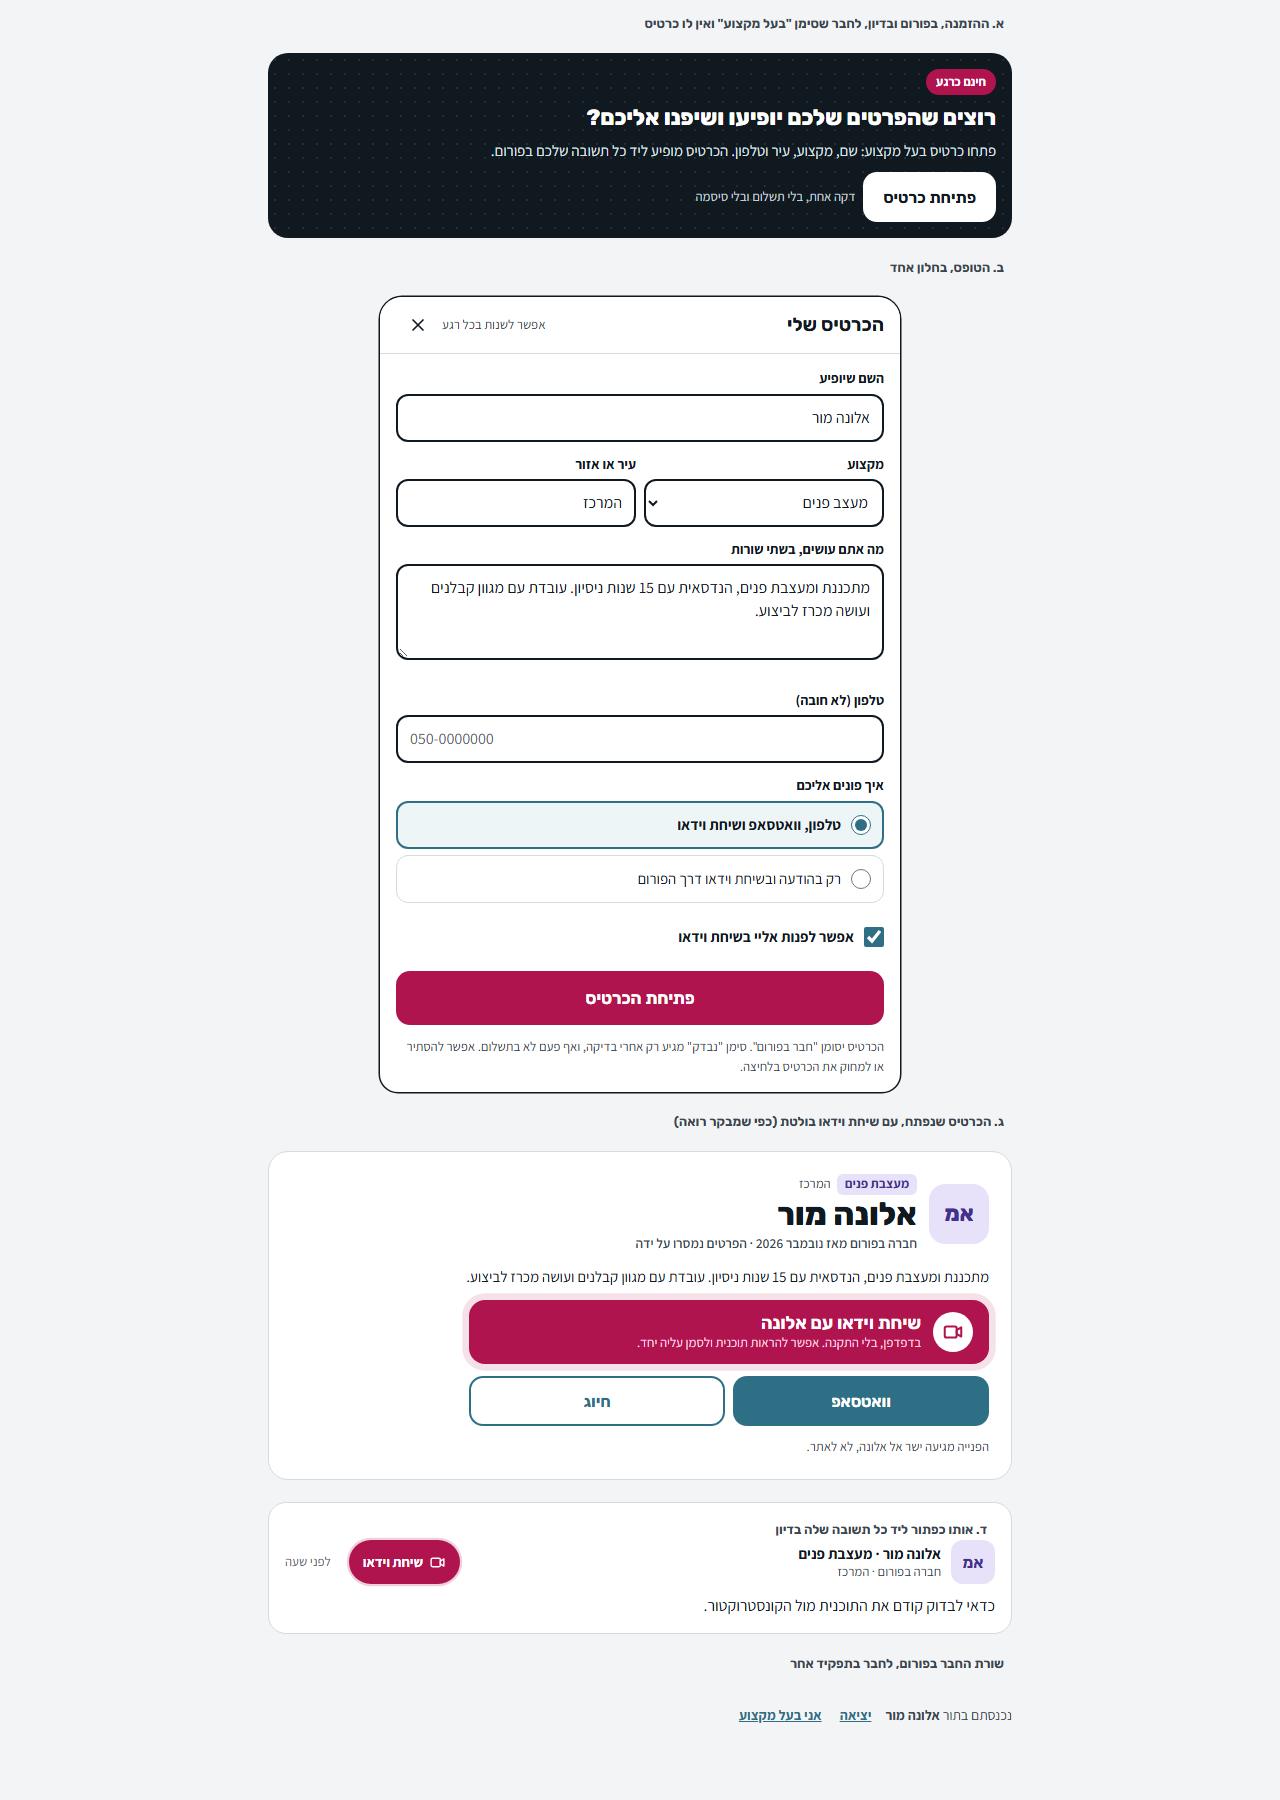 א. ההזמנה, בפורום ובדיון, לחבר שסימן "בעל מקצוע" ואין לו כרטיס
חינם כרגע
רוצים שהפרטים שלכם יופיעו ושיפנו אליכם?
פתחו כרטיס בעל מקצוע: שם, מקצוע, עיר וטלפון. הכרטיס מופיע ליד כל תשובה שלכם בפורום.
פתיחת כרטיס
דקה אחת, בלי תשלום ובלי סיסמה
ב. הטופס, בחלון אחד
הכרטיס שלי
אפשר לשנות בכל רגע
השם שיופיע
אלונה מור
מקצוע
עיר או אזור
מעצב פנים
המרכז
מה אתם עושים, בשתי שורות
מתכננת ומעצבת פנים, הנדסאית עם 15 שנות ניסיון. עובדת עם מגוון קבלנים
ועושה מכרז לביצוע.
טלפון (לא חובה)
050-0000000
איך פונים אליכם
טלפון, וואטסאפ ושיחת וידאו
רק בהודעה ובשיחת וידאו דרך הפורום
אפשר לפנות אליי בשיחת וידאו
פתיחת הכרטיס
הכרטיס יסומן "חבר בפורום". סימן "נבדק" מגיע רק אחרי בדיקה, ואף פעם לא בתשלום. אפשר להסתיר
או למחוק את הכרטיס בלחיצה.
ג. הכרטיס שנפתח, עם שיחת וידאו בולטת (כפי שמבקר רואה)
אמ
מעצבת פנים
המרכז
אלונה מור
חברה בפורום מאז נובמבר 2026 · הפרטים נמסרו על ידה
מתכננת ומעצבת פנים, הנדסאית עם 15 שנות ניסיון. עובדת עם מגוון קבלנים ועושה מכרז לביצוע.
שיחת וידאו עם אלונה
בדפדפן, בלי התקנה. אפשר להראות תוכנית ולסמן עליה יחד.
וואטסאפ
חיוג
הפנייה מגיעה ישר אל אלונה, לא לאתר.
ד. אותו כפתור ליד כל תשובה שלה בדיון
אמ
אלונה מור · מעצבת פנים
חברה בפורום · המרכז
שיחת וידאו
לפני שעה
כדאי לבדוק קודם את התוכנית מול הקונסטרוקטור.
שורת החבר בפורום, לחבר בתפקיד אחר
נכנסתם בתור אלונה מור יציאה אני בעל מקצוע